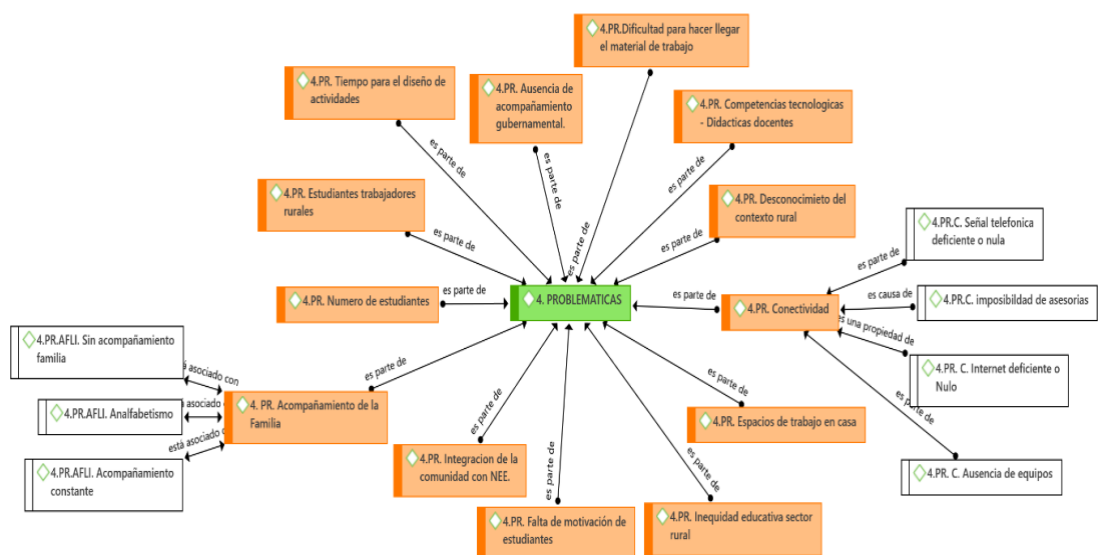 4.PR.Dificultad para hacer llegar
el material de trabajo
4.PR. Tiempo para el diseño de
actividades
4.PR. Ausencia de
acompañamiento
gubernamental.
4.PR. Competencias tecnologicas
- Didacticas docentes
es parte de
es parte de
es parte de
es parte de
4.PR. Estudiantes trabajadores
rurales
4.PR. Desconocimieto del
contexto rural
4.PR.C. Señal telefonica
deficiente o nula
es parte de
es parte de
es parte de
4.PR. Numero de estudiantes
es parte de
4. PROBLEMATICAS
es parte de
4.PR. Conectividad
es causa de
4.PR.C. imposibildad de asesorias
es una propiedad de
4.PR. C. Internet deficiente o
Nulo
es parte de
4.PR. C. Ausencia de equipos
4.PR.AFLI. Sin acompañamiento
familia
está asociado con
4.PR.AFLI. Analfabetismo
está asociado c
4.PR.AFLI. Acompañamiento
constante
está asociado c
4. PR. Acompañamiento de la
Familia
es parte de
es parte de
es parte de
es parte de
es parte de
4.PR. Espacios de trabajo en casa
4.PR. Integracion de la
comunidad con NEE.
4.PR. Falta de motivación de
estudiantes
4.PR. Inequidad educativa sector
rural